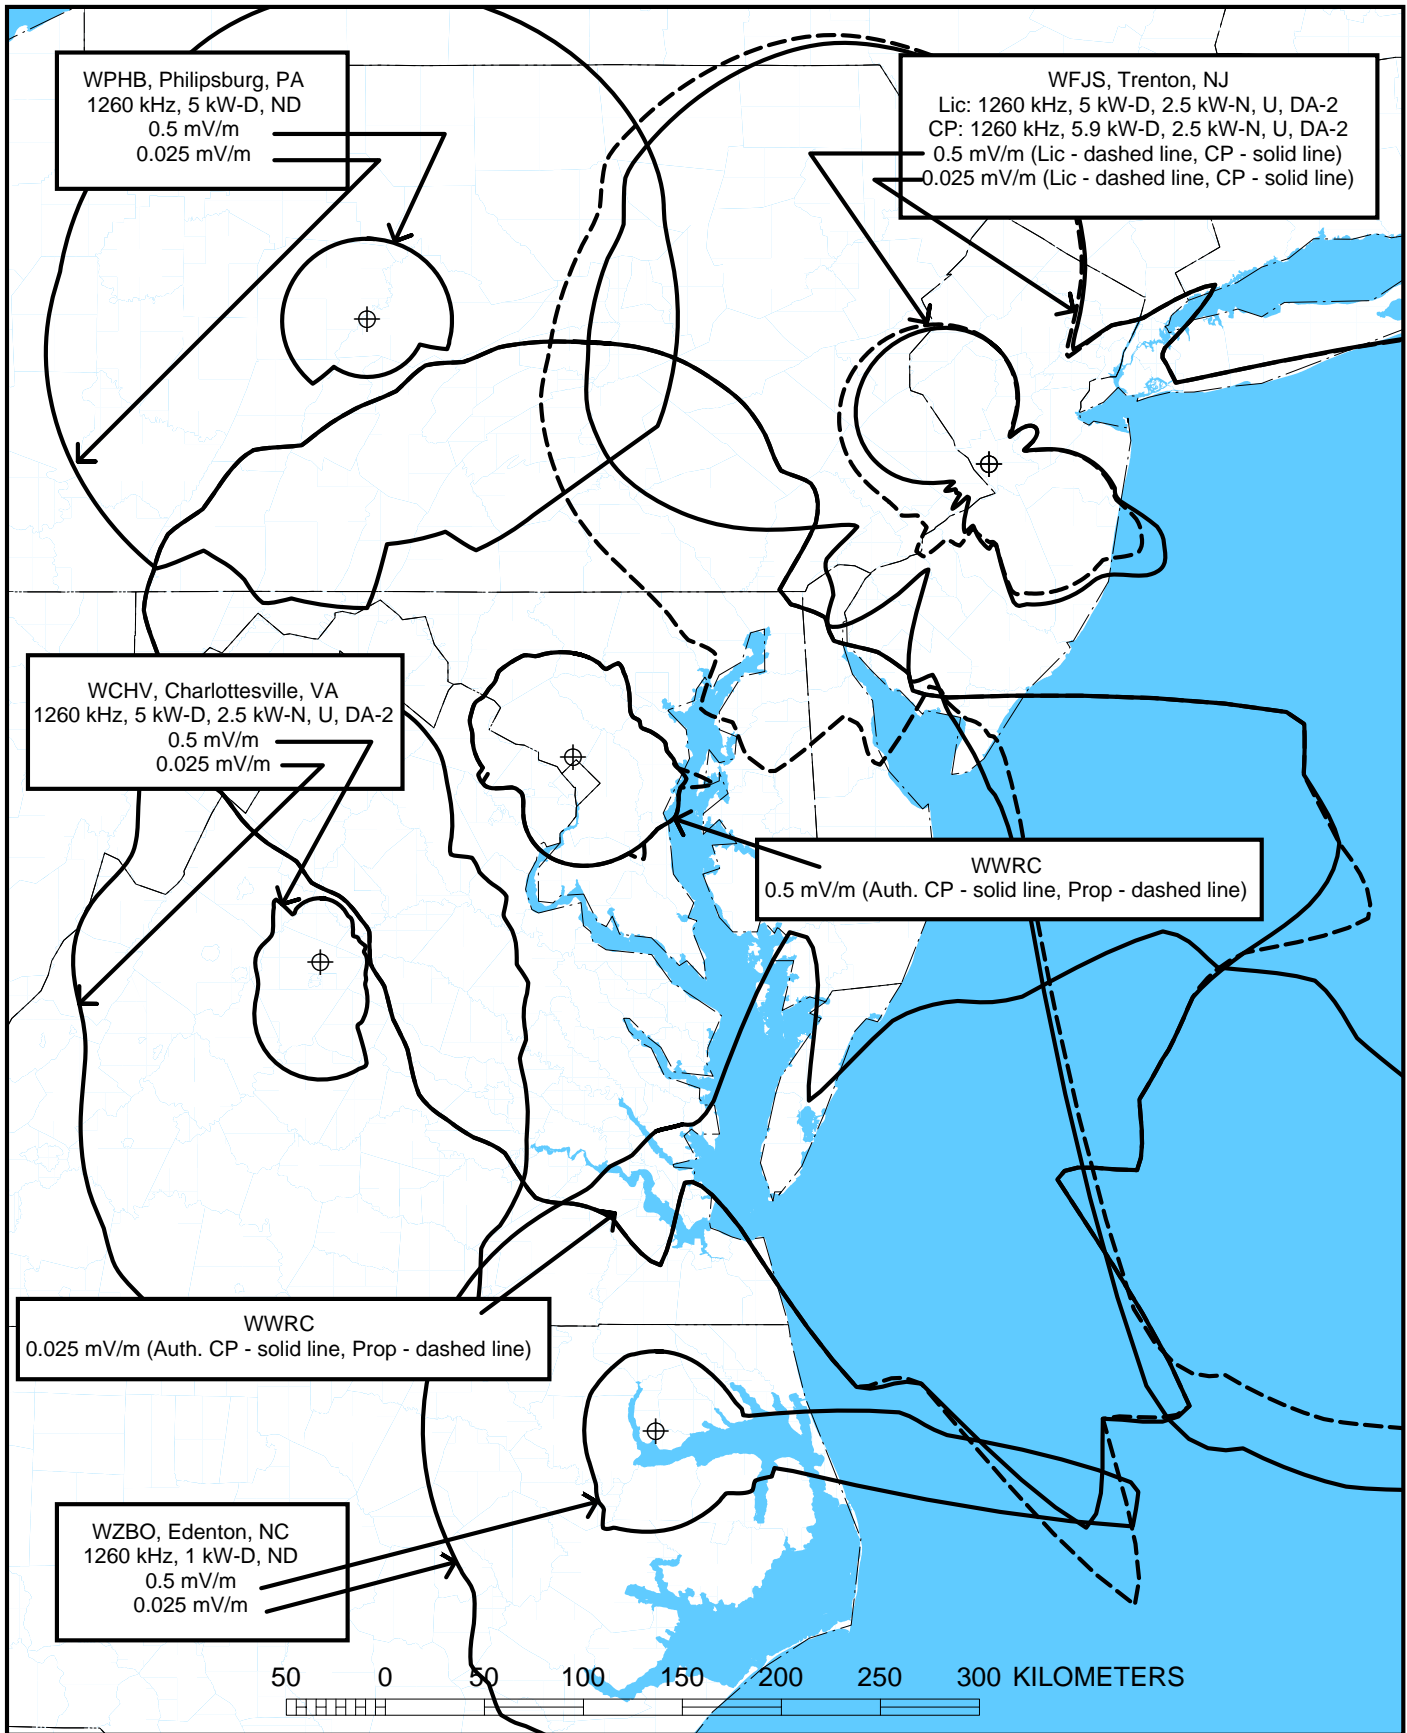 WPHB, Philipsburg, PA
1260 kHz, 5 kW-D, ND
0.5 mV/m
0.025 mV/m
WFJS, Trenton, NJ
Lic: 1260 kHz, 5 kW-D, 2.5 kW-N, U, DA-2
CP: 1260 kHz, 5.9 kW-D, 2.5 kW-N, U, DA-2
0.5 mV/m (Lic - dashed line, CP - solid line)
0.025 mV/m (Lic - dashed line, CP - solid line)
WCHV, Charlottesville, VA
1260 kHz, 5 kW-D, 2.5 kW-N, U, DA-2
0.5 mV/m
0.025 mV/m
WWRC
0.5 mV/m (Auth. CP - solid line, Prop - dashed line)
WWRC
0.025 mV/m (Auth. CP - solid line, Prop - dashed line)
WZBO, Edenton, NC
1260 kHz, 1 kW-D, ND
0.5 mV/m
0.025 mV/m
50 0 50 100 150 200 250 300 KILOMETERS